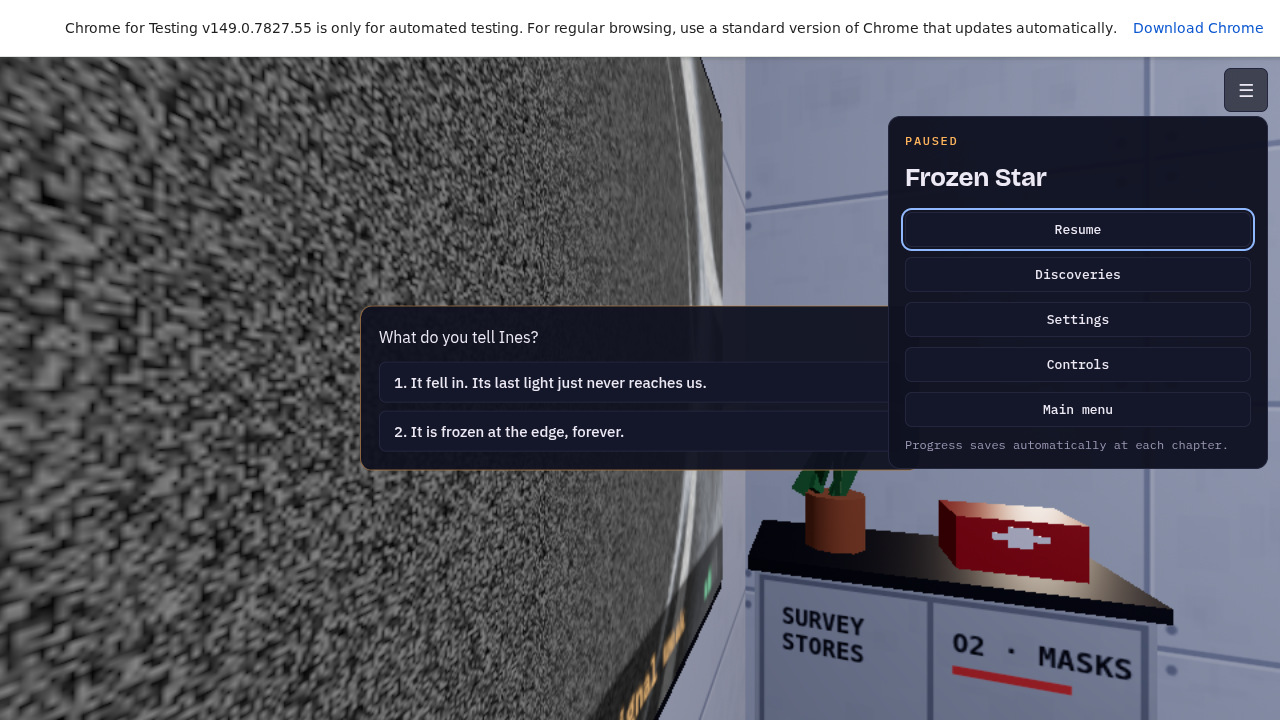 Chrome for Testing v149.0.7827.55 is only for automated testing. For regular browsing, use a standard version of Chrome that updates automatically. Download Chrome
PAUSED
Frozen Star
Resume
Discoveries
Settings
Controls
Main menu
Progress saves automatically at each chapter.
What do you tell Ines?
1. It fell in. Its last light just never reaches us.
2. It is frozen at the edge, forever.
SURVEY
STORES
O2 · MASKS